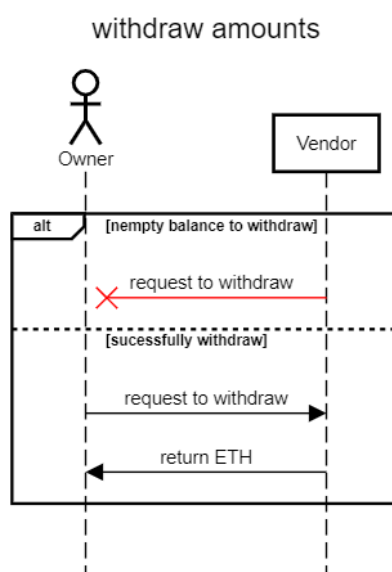 withdraw amounts
Owner
Vendor
alt
[nempty balance to withdraw]
request to withdraw
[sucessfully withdraw]
request to withdraw
return ETH